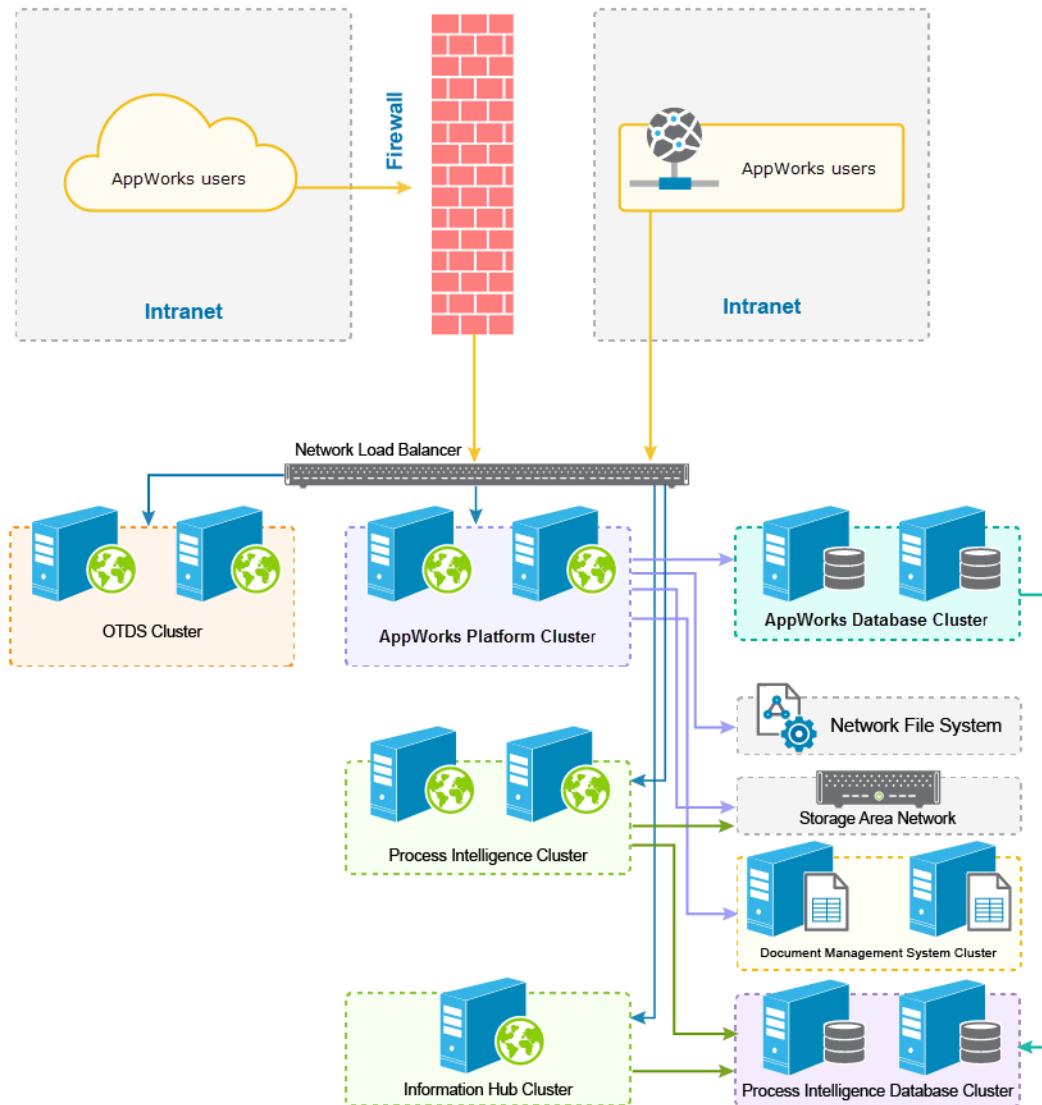 AppWorks users
Firewall
AppWorks users
Intranet
Intranet
Network Load Balancer
OTDS Cluster
AppWorks Platform Cluster
AppWorks Database Cluster
Network File System
Storage Area Network
Process Intelligence Cluster
Document Management System Cluster
Information Hub Cluster
Process Intelligence Database Cluster